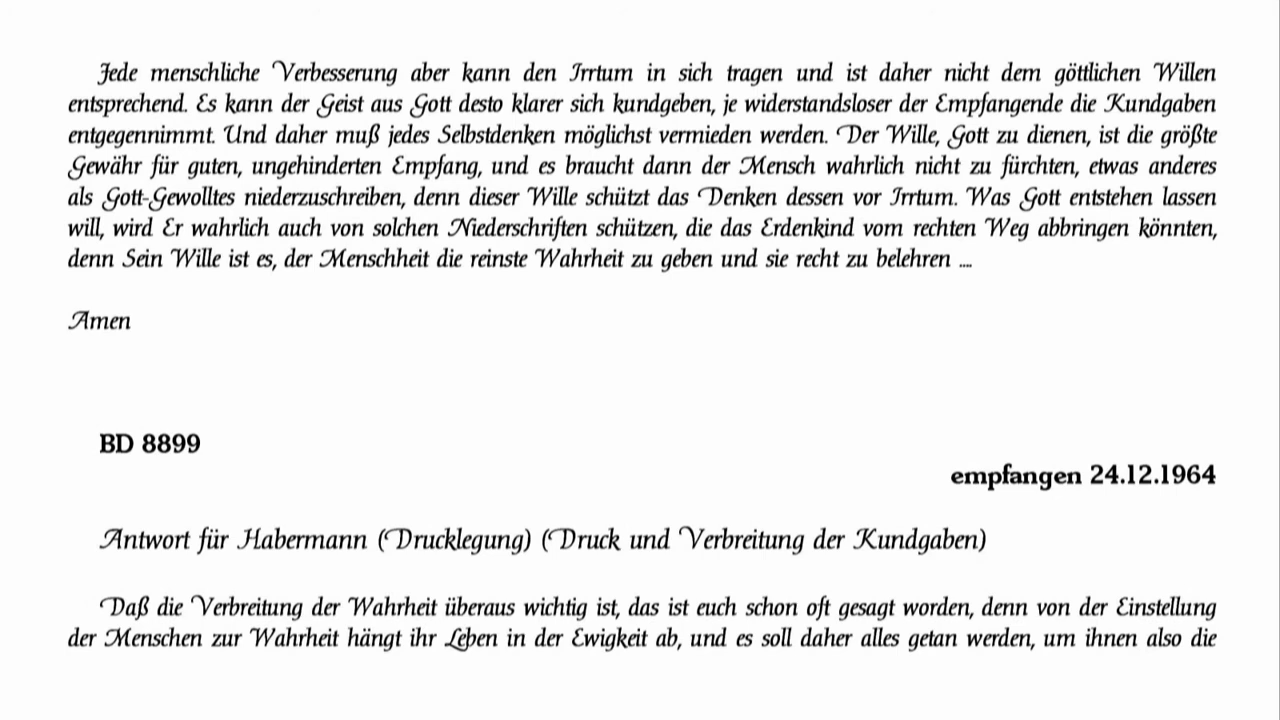 Jede menschliche Verbesserung aber kann den Irrtum in sich tragen und ist daher nicht dem göttlichen Willen
entsprechend. Es kann der Geist aus Gott desto klarer sich kundgeben, je widerstandsloser der Empfangende die Kundgaben
entgegennimmt. Und daher muß jedes Selbstdenken möglichst vermieden werden. Der Wille, Gott zu dienen, ist die größte
Gewähr für guten, ungehinderten Empfang, und es braucht dann der Mensch wahrlich nicht zu fürchten, etwas anderes
als Gott-Gewolltes niederzuschreiben, denn dieser Wille schützt das Denken dessen vor Irrtum. Was Gott entstehen lassen
will, wird Er wahrlich auch von solchen Niederschriften schützen, die das Erdenkind vom rechten Weg abbringen könnten,
denn Sein Wille ist es, der Menschheit die reinste Wahrheit zu geben und sie recht zu belehren ....
Amen
BD 8899
empfangen 24.12.1964
Antwort für Habermann (Drucklegung) (Druck und Verbreitung der Kundgaben)
Daß die Verbreitung der Wahrheit überaus wichtig ist, das ist euch schon oft gesagt worden, denn von der Einstellung
der Menschen zur Wahrheit hängt ihr Leben in der Ewigkeit ab, und es soll daher alles getan werden, um ihnen also die